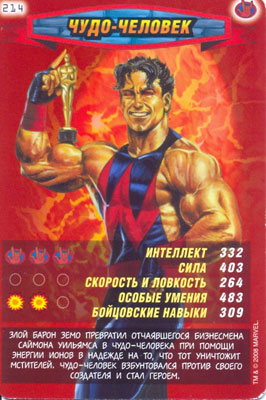 214
ЧУДО-ЧЕЛОВЕК
ИНТЕЛЛЕКТ 332
СИЛА 403
СКОРОСТЬ И ЛОВКОСТЬ 264
ОСОБЫЕ УМЕНИЯ 483
БОЙЦОВСКИЕ НАВЫКИ 309
ЗЛОЙ БАРОН ЗЕМО ПРЕВРАТИЛ ОТЧАЯВШЕГОСЯ БИЗНЕСМЕНА
САЙМОНА УИЛЬЯМСА В ЧУДО-ЧЕЛОВЕКА ПРИ ПОМОЩИ
ЭНЕРГИИ ИОНОВ В НАДЕЖДЕ НА ТО, ЧТО ТОТ УНИЧТОЖИТ
МСТИТЕЛЕЙ. ЧУДО-ЧЕЛОВЕК ВЗБУНТОВАЛСЯ ПРОТИВ СВОЕГО
СОЗДАТЕЛЯ И СТАЛ ГЕРОЕМ.
TM & © 2008 MARVEL